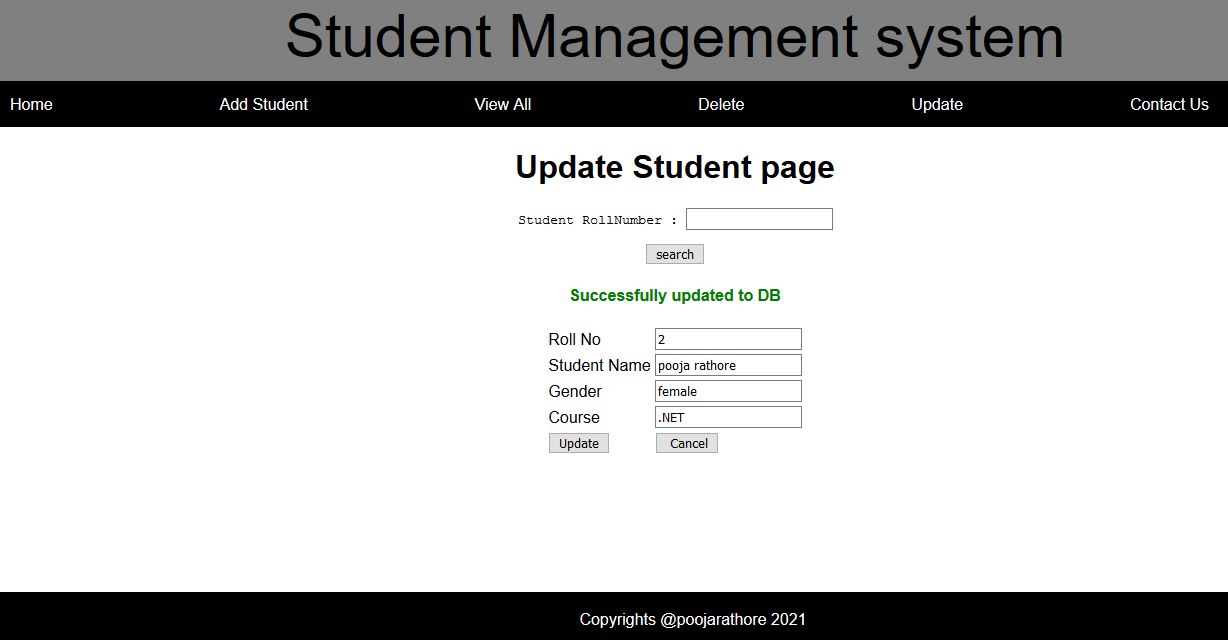 Student Management system
Home Add Student View All Delete Update Contact Us
Update Student page
Student RollNumber :
search
Successfully updated to DB
Roll No 2
Student Name pooja rathore
Gender female
Course .NET
Update Cancel
Copyrights @poojarathore 2021